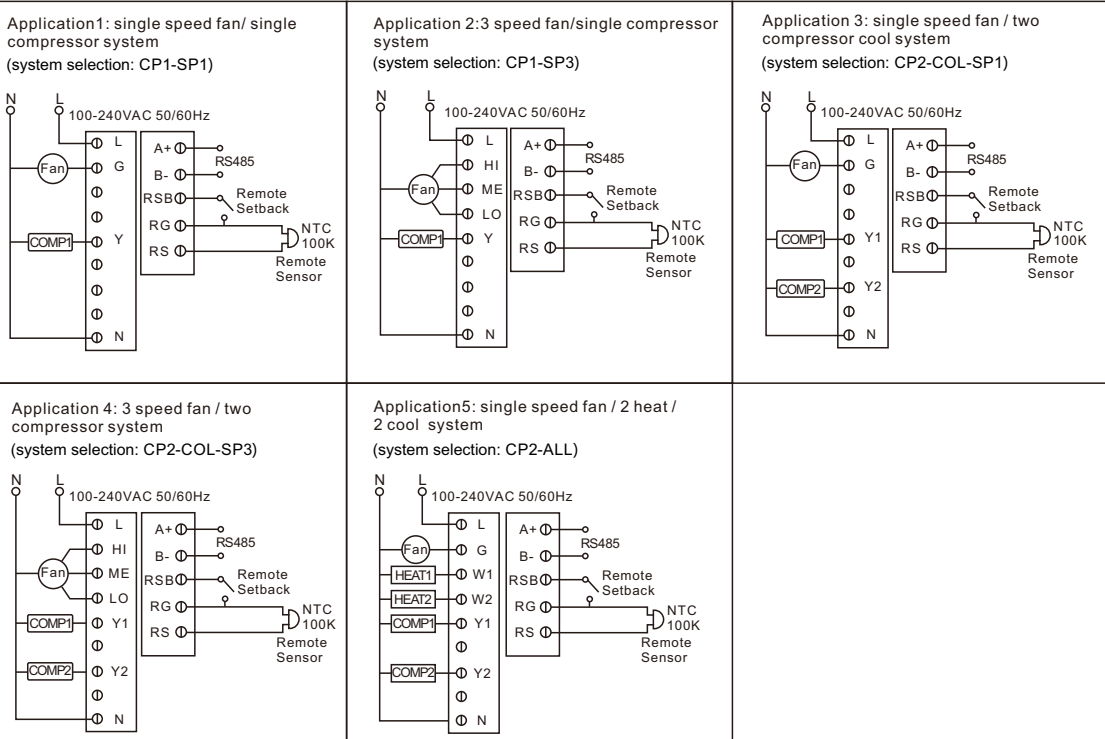 Application1: single speed fan/ single
compressor system
(system selection: CP1-SP1)
N
L
100-240VAC 50/60Hz
L
Fan
G
COMP1
Y
N
A+
B-
RS485
RSB
Remote
Setback
RG
RS
NTC
100K
Remote
Sensor
Application 2:3 speed fan/single compressor
system
(system selection: CP1-SP3)
N
L
100-240VAC 50/60Hz
L
HI
Fan
ME
LO
COMP1
Y
N
A+
B-
RS485
RSB
Remote
Setback
RG
RS
NTC
100K
Remote
Sensor
Application 3: single speed fan / two
compressor cool system
(system selection: CP2-COL-SP1)
N
L
100-240VAC 50/60Hz
L
Fan
G
COMP1
Y1
COMP2
Y2
N
A+
B-
RS485
RSB
Remote
Setback
RG
RS
NTC
100K
Remote
Sensor
Application 4: 3 speed fan / two
compressor system
(system selection: CP2-COL-SP3)
N
L
100-240VAC 50/60Hz
L
HI
Fan
ME
LO
COMP1
Y1
COMP2
Y2
N
A+
B-
RS485
RSB
Remote
Setback
RG
RS
NTC
100K
Remote
Sensor
Application5: single speed fan / 2 heat /
2 cool system
(system selection: CP2-ALL)
N
L
100-240VAC 50/60Hz
L
Fan
G
HEAT1
W1
HEAT2
W2
COMP1
Y1
COMP2
Y2
N
A+
B-
RS485
RSB
Remote
Setback
RG
RS
NTC
100K
Remote
Sensor